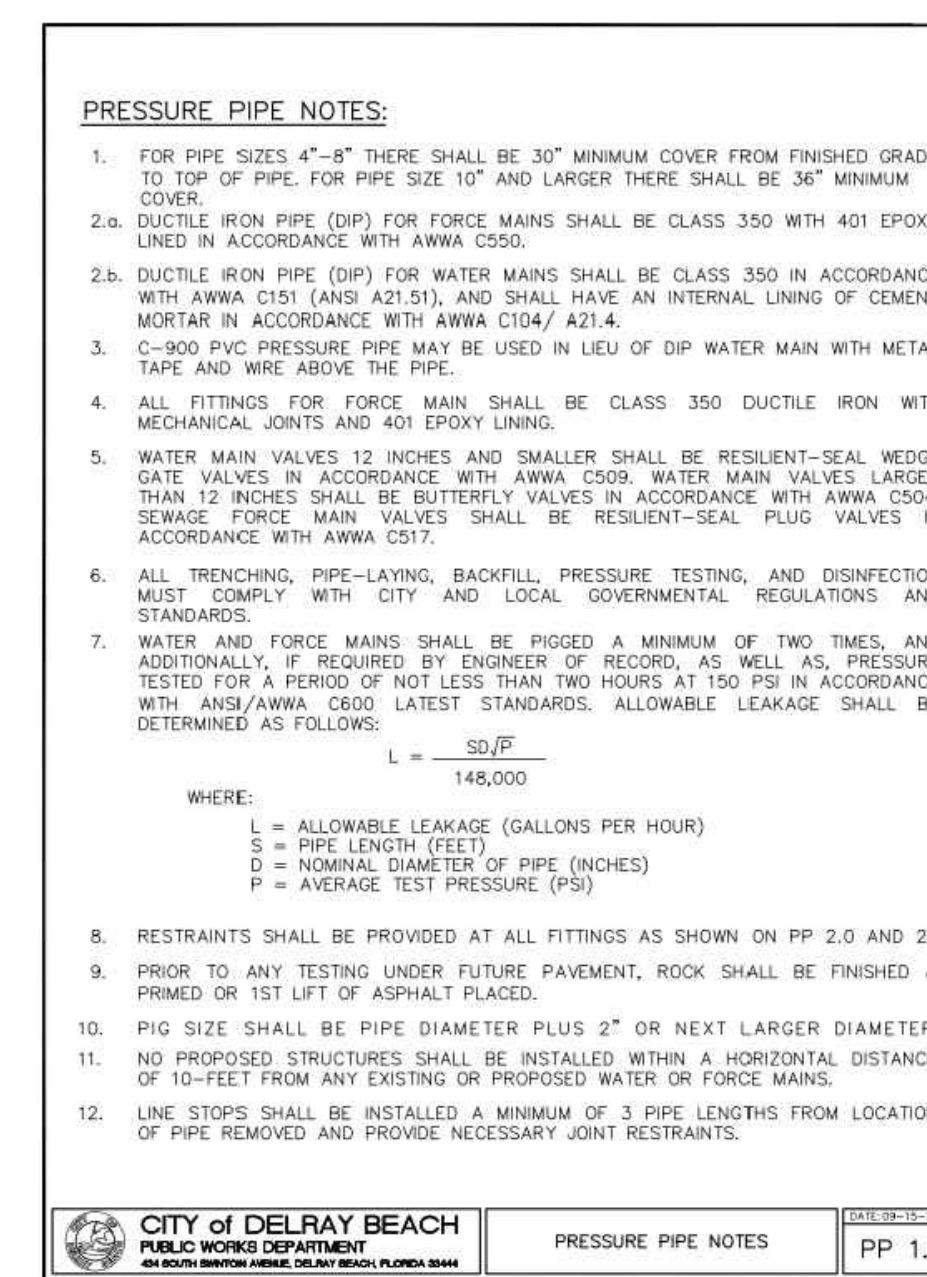 PRESSURE PIPE NOTES:
1. FOR PIPE SIZES 4"-8" THERE SHALL BE 30" MINIMUM COVER FROM FINISHED GRAD
TO TOP OF PIPE. FOR PIPE SIZE 10" AND LARGER THERE SHALL BE 36" MINIMUM
COVER.
2.a. DUCTILE IRON PIPE (DIP) FOR FORCE MAINS SHALL BE CLASS 350 WITH 401 EPOX
LINED IN ACCORDANCE WITH AWWA C550.
2.b. DUCTILE IRON PIPE (DIP) FOR WATER MAINS SHALL BE CLASS 350 IN ACCORDANC
WITH AWWA C151 (ANSI A21.51), AND SHALL HAVE AN INTERNAL LINING OF CEMEN
MORTAR IN ACCORDANCE WITH AWWA C104/ A21.4.
3. C-900 PVC PRESSURE PIPE MAY BE USED IN LIEU OF DIP WATER MAIN WITH META
TAPE AND WIRE ABOVE THE PIPE.
4. ALL FITTINGS FOR FORCE MAIN SHALL BE CLASS 350 DUCTILE IRON WIT
MECHANICAL JOINTS AND 401 EPOXY LINING.
5. WATER MAIN VALVES 12 INCHES AND SMALLER SHALL BE RESILIENT-SEAL WEDG
GATE VALVES IN ACCORDANCE WITH AWWA C509. WATER MAIN VALVES LARGE
THAN 12 INCHES SHALL BE BUTTERFLY VALVES IN ACCORDANCE WITH AWWA C504
SEWAGE FORCE MAIN VALVES SHALL BE RESILIENT-SEAL PLUG VALVES
ACCORDANCE WITH AWWA C517.
6. ALL TRENCHING, PIPE-LAYING, BACKFILL, PRESSURE TESTING, AND DISINFECTIO
MUST COMPLY WITH CITY AND LOCAL GOVERNMENTAL REGULATIONS AN
STANDARDS.
7. WATER AND FORCE MAINS SHALL BE PIGGED A MINIMUM OF TWO TIMES, AN
ADDITIONALLY, IF REQUIRED BY ENGINEER OF RECORD, AS WELL AS, PRESSUR
TESTED FOR A PERIOD OF NOT LESS THAN TWO HOURS AT 150 PSI IN ACCORDANC
WITH ANSI/AWWA C600 LATEST STANDARDS. ALLOWABLE LEAKAGE SHALL B
DETERMINED AS FOLLOWS:
L = SD√P
148,000
WHERE:
L = ALLOWABLE LEAKAGE (GALLONS PER HOUR)
S = PIPE LENGTH (FEET)
D = NOMINAL DIAMETER OF PIPE (INCHES)
P = AVERAGE TEST PRESSURE (PSI)
8. RESTRAINTS SHALL BE PROVIDED AT ALL FITTINGS AS SHOWN ON PP 2.0 AND 2
9. PRIOR TO ANY TESTING UNDER FUTURE PAVEMENT, ROCK SHALL BE FINISHED
PRIMED OR 1ST LIFT OF ASPHALT PLACED.
10. PIG SIZE SHALL BE PIPE DIAMETER PLUS 2" OR NEXT LARGER DIAMETER
11. NO PROPOSED STRUCTURES SHALL BE INSTALLED WITHIN A HORIZONTAL DISTANC
OF 10-FEET FROM ANY EXISTING OR PROPOSED WATER OR FORCE MAINS.
12. LINE STOPS SHALL BE INSTALLED A MINIMUM OF 3 PIPE LENGTHS FROM LOCATIO
OF PIPE REMOVED AND PROVIDE NECESSARY JOINT RESTRAINTS.
CITY of DELRAY BEACH
PUBLIC WORKS DEPARTMENT
434 SOUTH SWINTON AVENUE, DELRAY BEACH, FLORIDA 33444
PRESSURE PIPE NOTES
DATE:09-15-
PP 1.